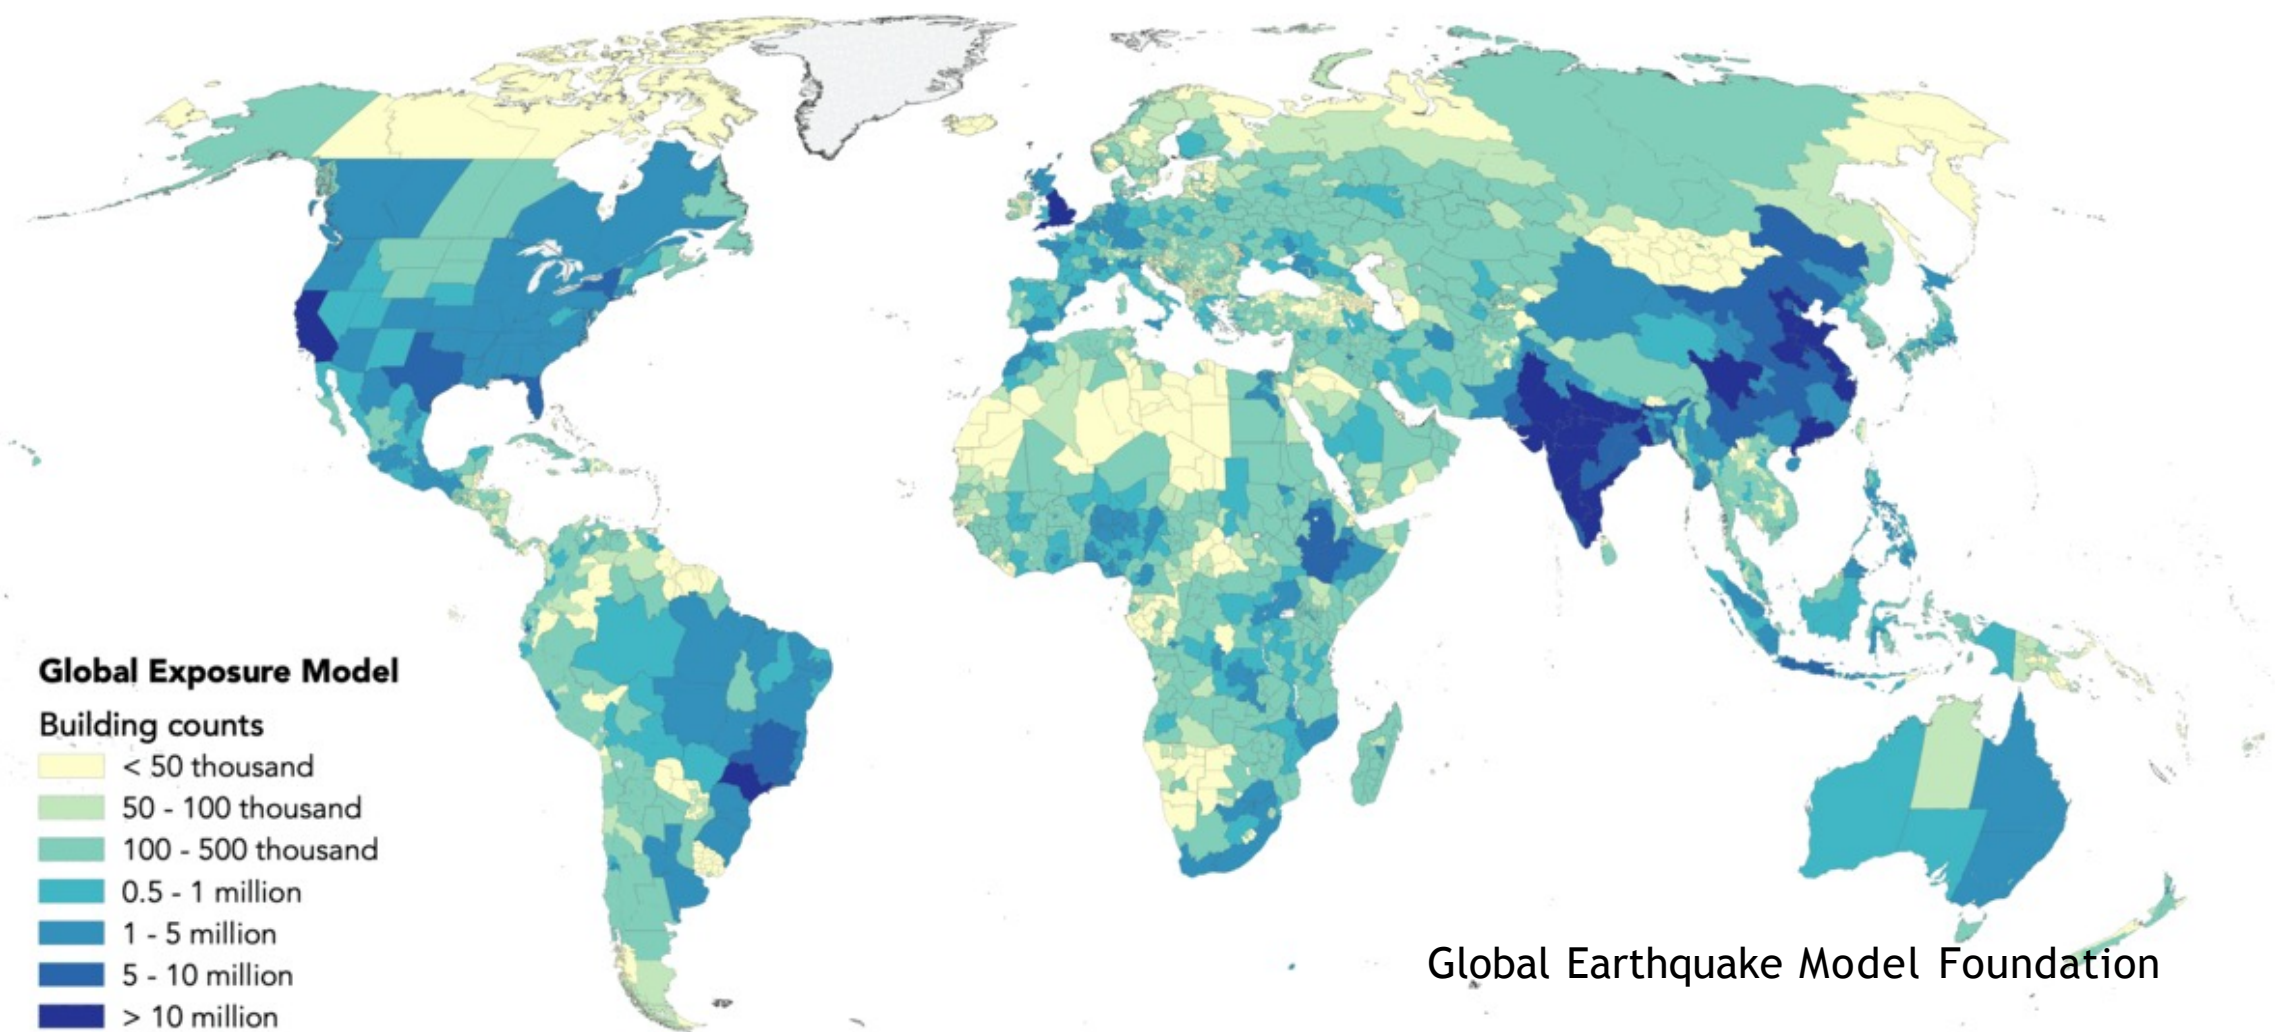 Global Exposure Model
Building counts
< 50 thousand
50 - 100 thousand
100 - 500 thousand
0.5 - 1 million
1 - 5 million
5 - 10 million
> 10 million
Global Earthquake Model Foundation